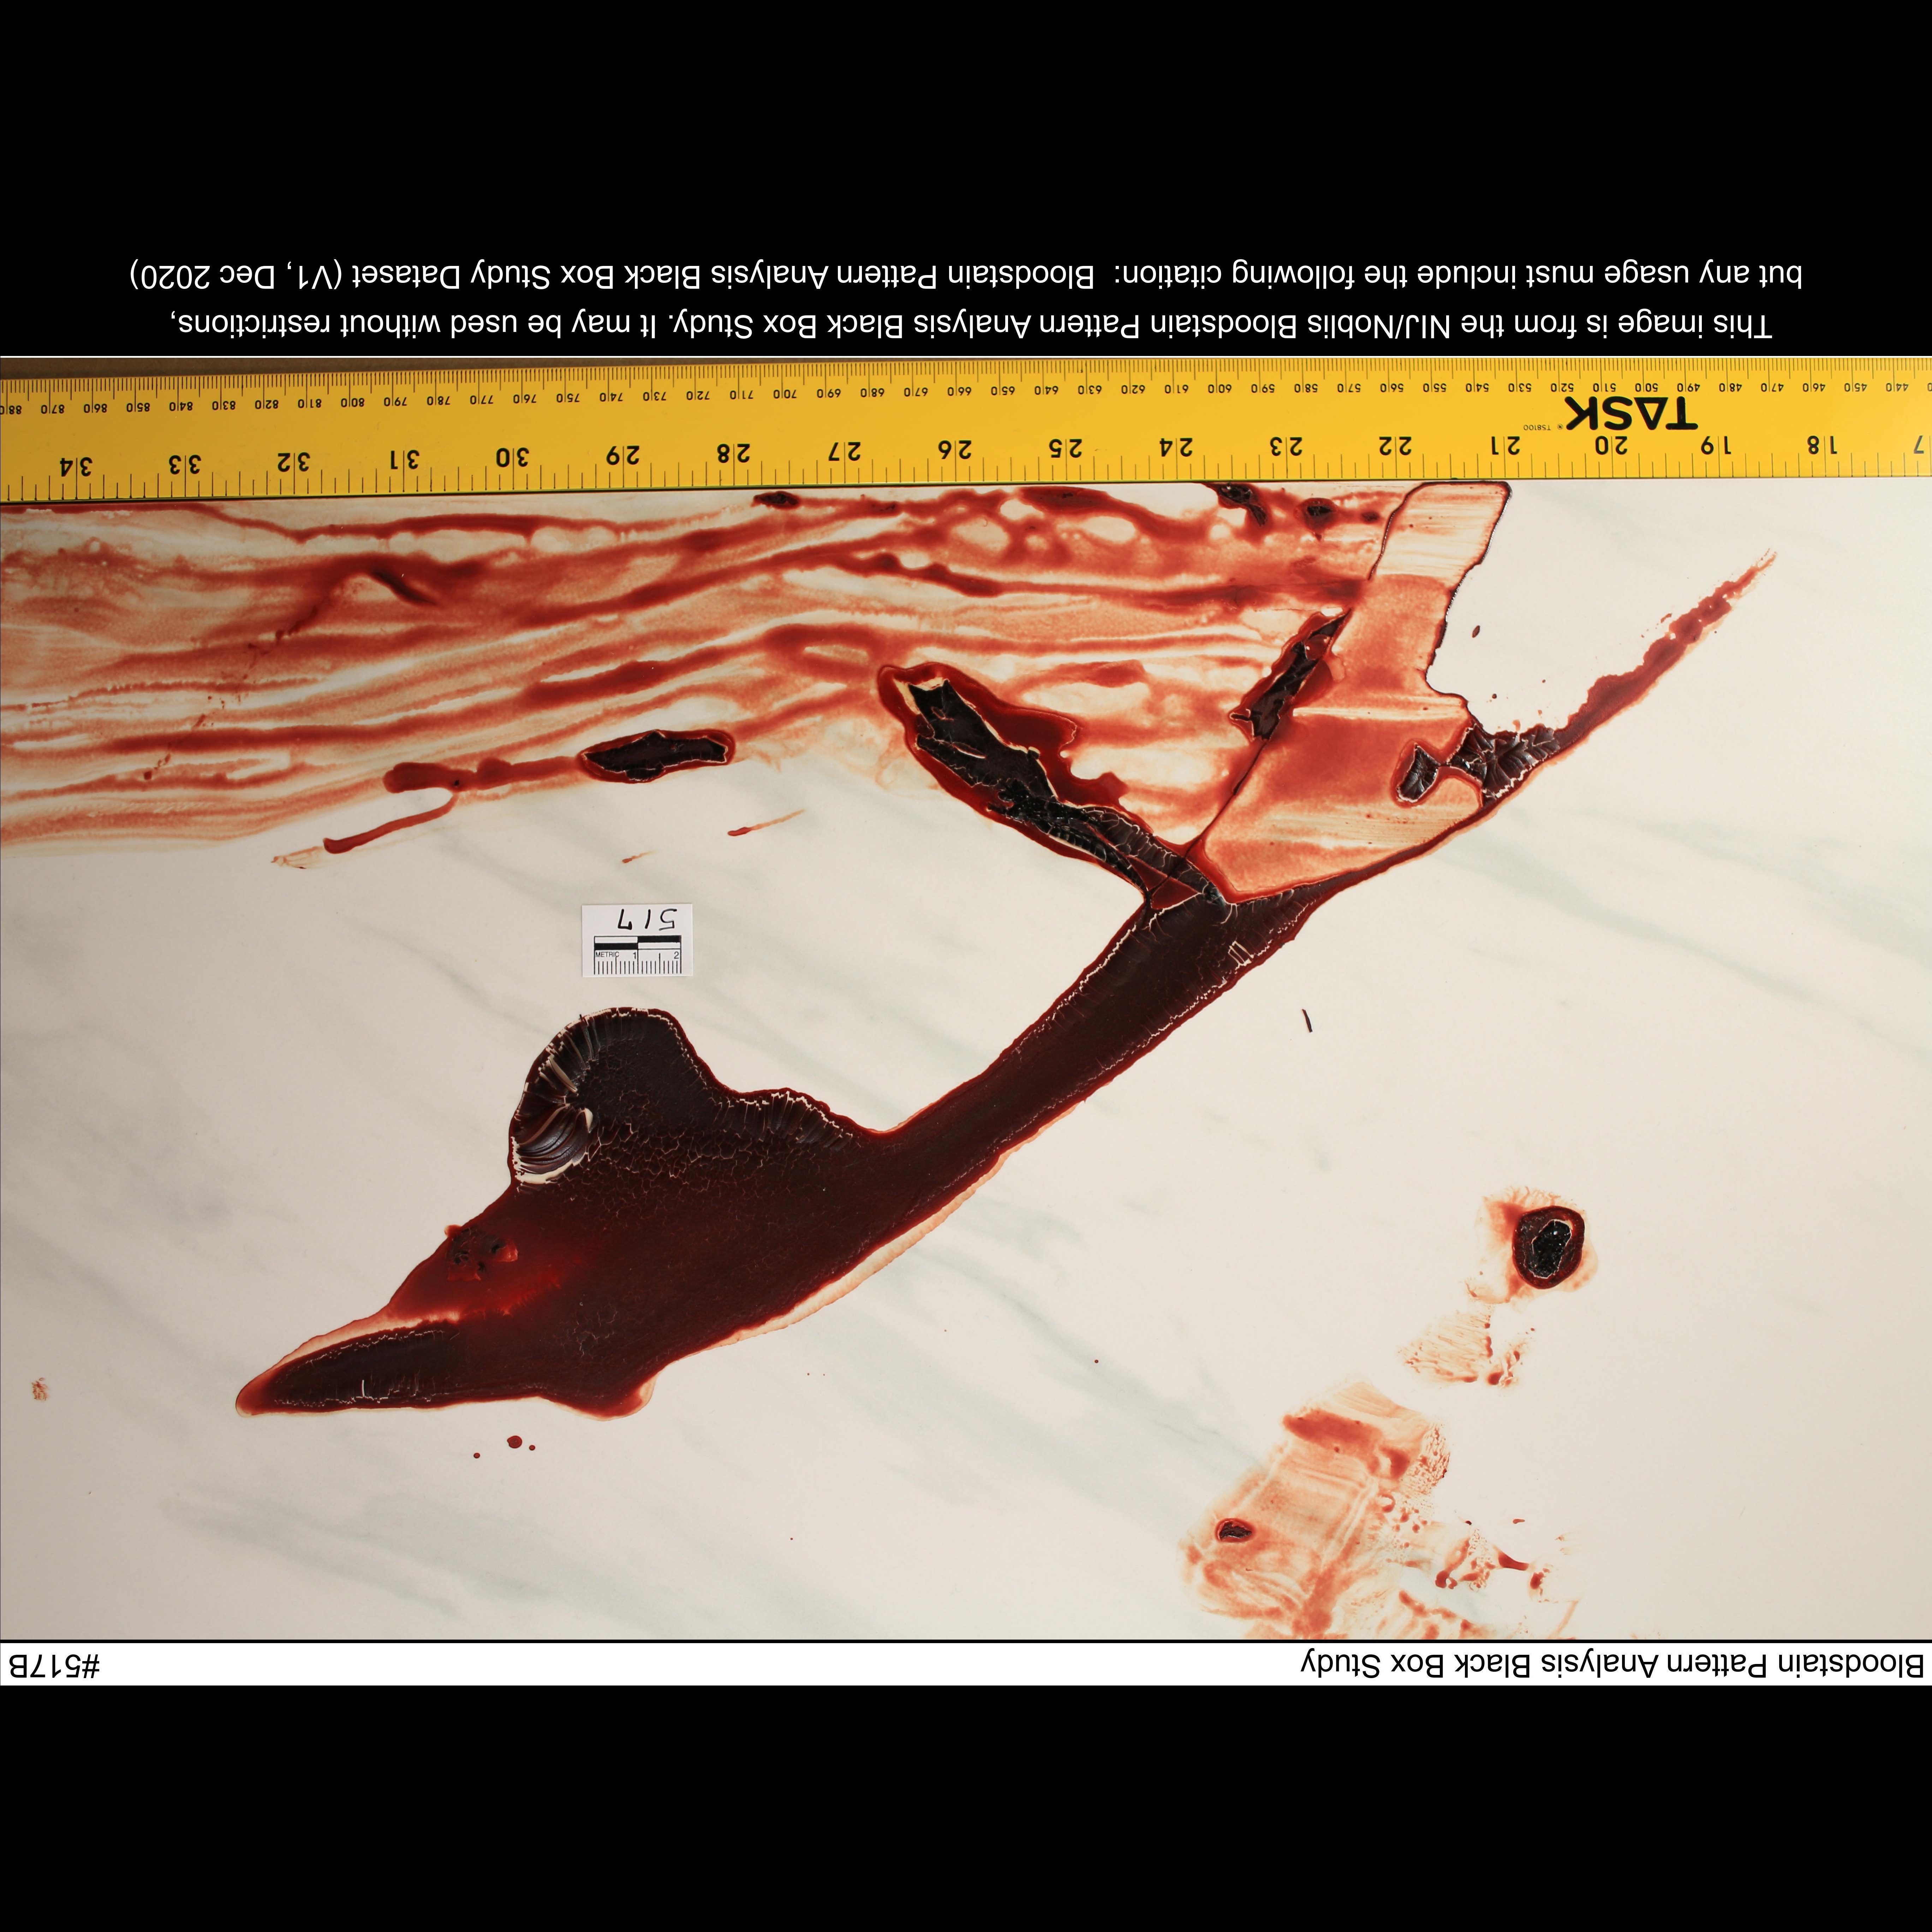 Bloodstain Pattern Analysis Black Box Study #517B
METRIC 1 2
517
18 19 20 21 22 23 24 25 26 27 28 29 30 31 32 33 34
TASK
TS8100
440 450 460 470 480 490 500 510 520 530 540 550 560 570 580 590 600 610 620 630 640 650 660 670 680 690 700 710 720 730 740 750 760 770 780 790 800 810 820 830 840 850 860 870 88
This image is from the NIJ/Noblis Bloodstain Pattern Analysis Black Box Study. It may be used without restrictions,
but any usage must include the following citation: Bloodstain Pattern Analysis Black Box Study Dataset (V1, Dec 2020)